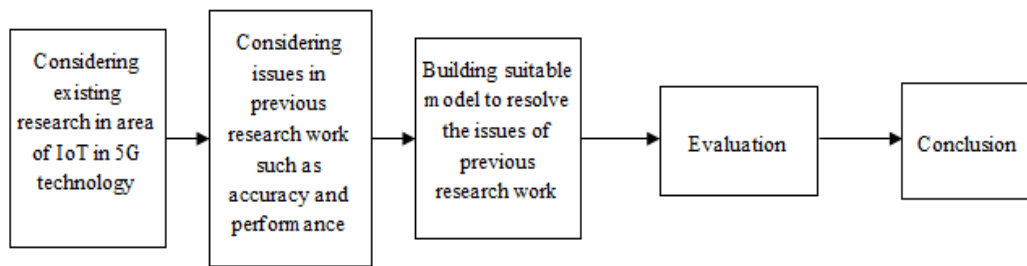 Considering
existing
research in area
of IoT in 5G
technology
Considering
issues in
previous
research work
such as
accuracy and
performance
Building suitable
model to resolve
the issues of
previous
research work
Evaluation
Conclusion